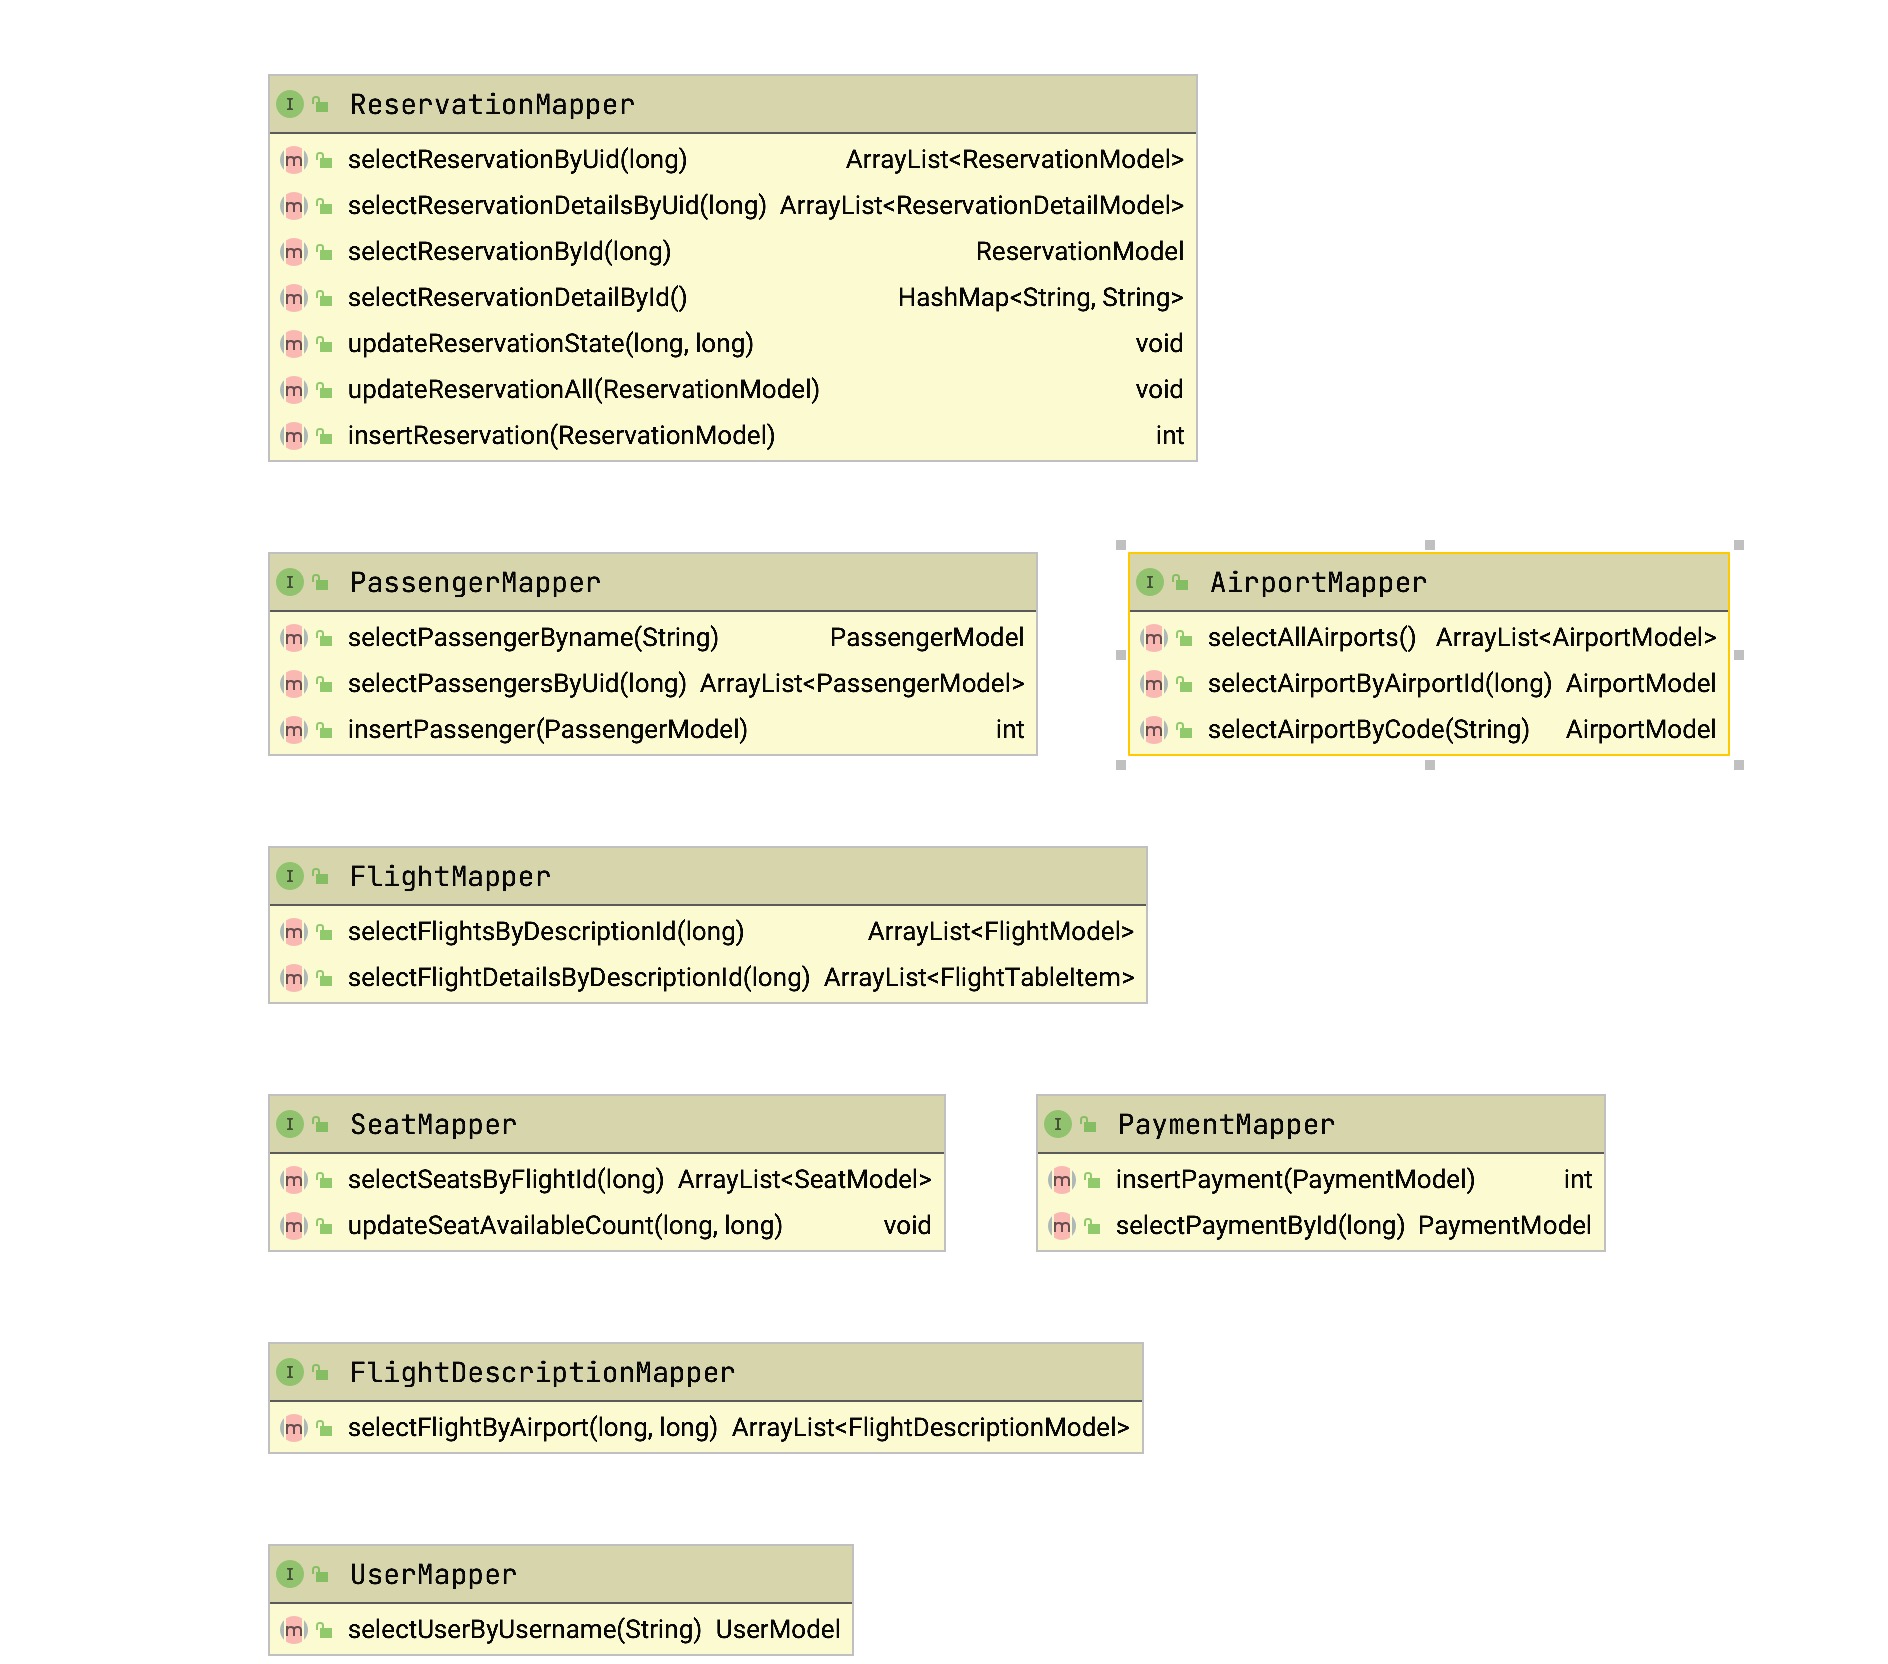 ReservationMapper
selectReservationByUid(long) ArrayList<ReservationModel>
selectReservationDetailsByUid(long) ArrayList<ReservationDetailModel>
selectReservationById(long) ReservationModel
selectReservationDetailById() HashMap<String, String>
updateReservationState(long, long) void
updateReservationAll(ReservationModel) void
insertReservation(ReservationModel) int
PassengerMapper
selectPassengerByname(String) PassengerModel
selectPassengersByUid(long) ArrayList<PassengerModel>
insertPassenger(PassengerModel) int
AirportMapper
selectAllAirports() ArrayList<AirportModel>
selectAirportByAirportId(long) AirportModel
selectAirportByCode(String) AirportModel
FlightMapper
selectFlightsByDescriptionId(long) ArrayList<FlightModel>
selectFlightDetailsByDescriptionId(long) ArrayList<FlightTableItem>
SeatMapper
selectSeatsByFlightId(long) ArrayList<SeatModel>
updateSeatAvailableCount(long, long) void
PaymentMapper
insertPayment(PaymentModel) int
selectPaymentById(long) PaymentModel
FlightDescriptionMapper
selectFlightByAirport(long, long) ArrayList<FlightDescriptionModel>
UserMapper
selectUserByUsername(String) UserModel